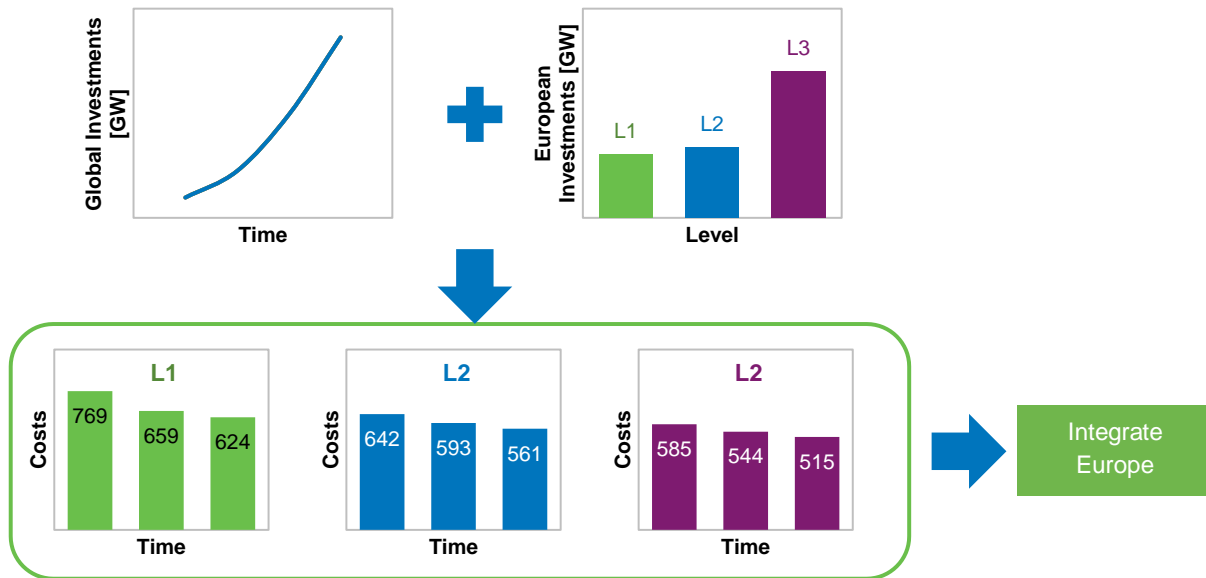 Global Investments
[GW]
Time
European
Investments [GW]
L1
L2
L3
Level
Costs
L1
769
659
624
Time
Costs
L2
642
593
561
Time
Costs
L2
585
544
515
Time
Integrate
Europe